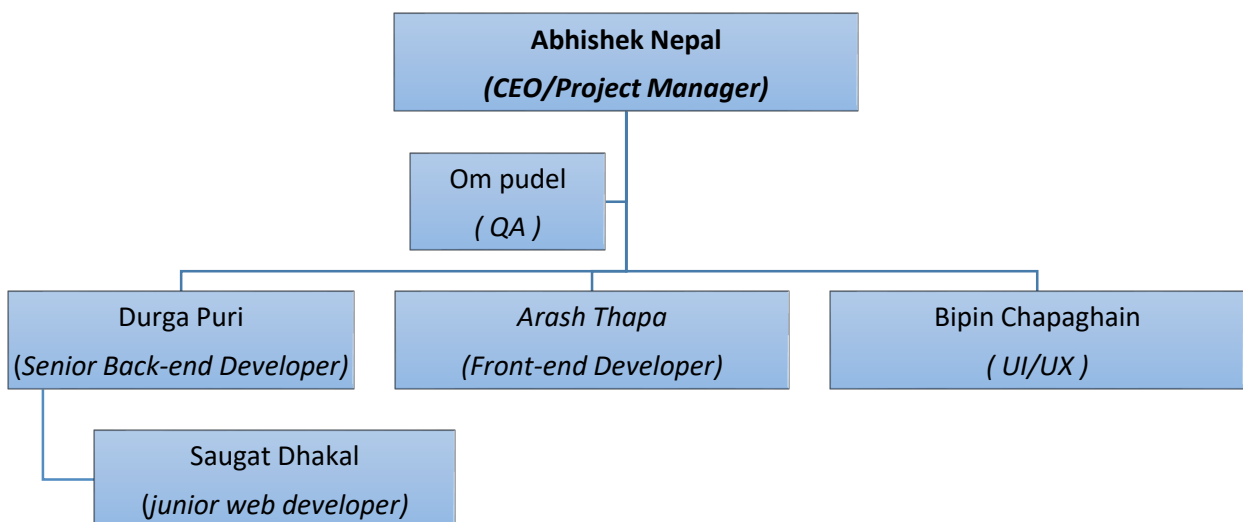 Abhishek Nepal
(CEO/Project Manager)
Om pudel
( QA )
Durga Puri
(Senior Back-end Developer)
Arash Thapa
(Front-end Developer)
Bipin Chapaghain
( UI/UX )
Saugat Dhakal
(junior web developer)